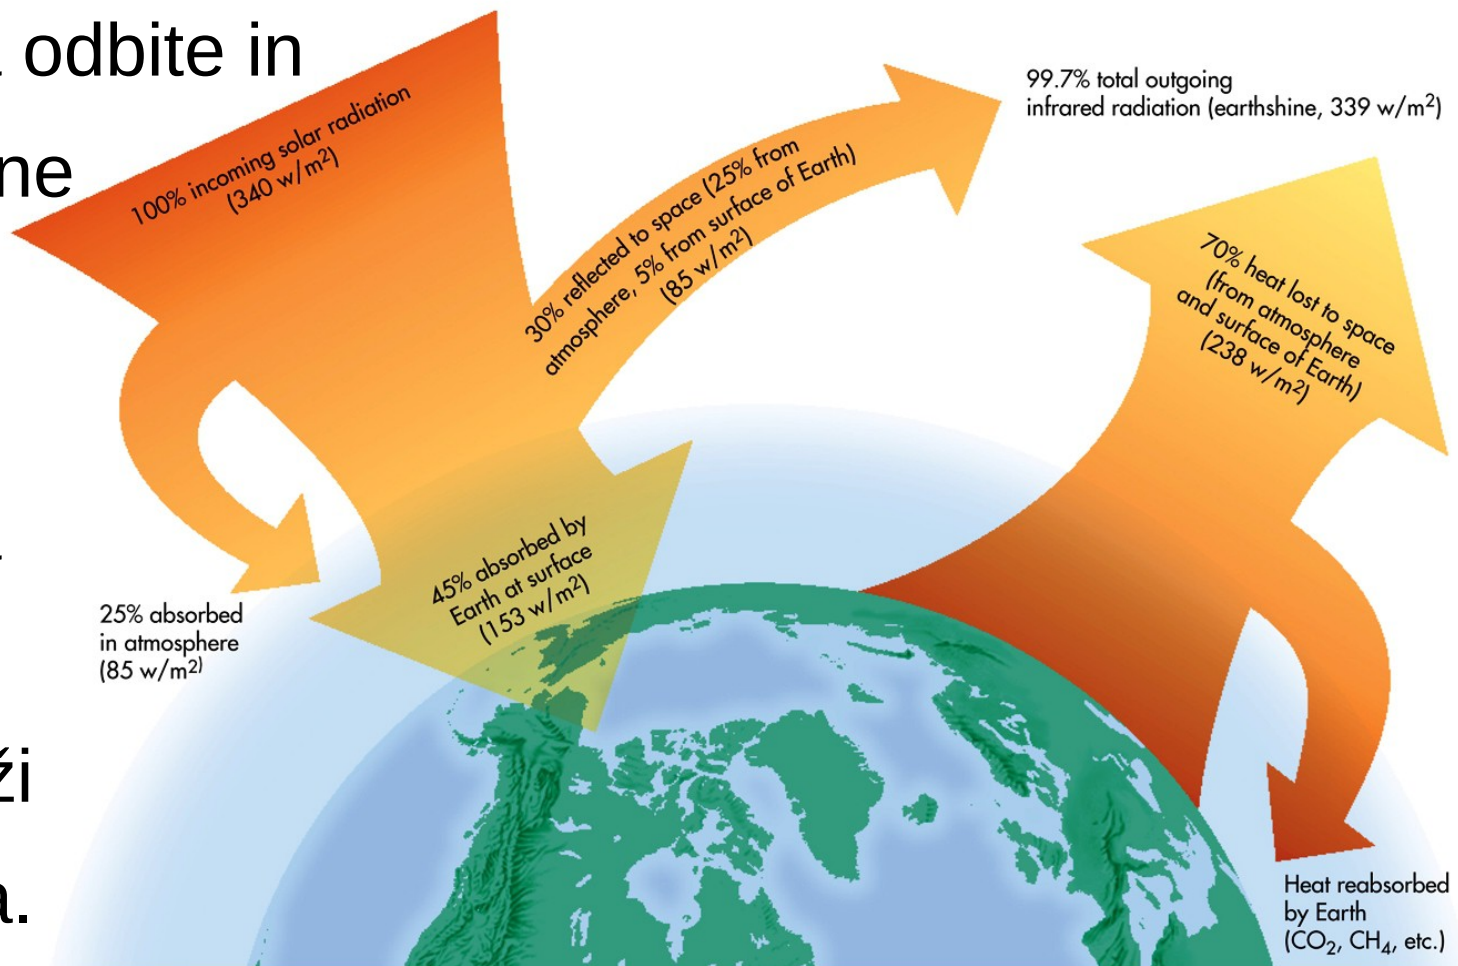 odbite in
ne
ži
a.
100% incoming solar radiation
(340 w/m²)
30% reflected to space (25% from
atmosphere, 5% from surface of Earth)
(85 w/m²)
99.7% total outgoing
infrared radiation (earthshine, 339 w/m²)
70% heat lost to space
(from atmosphere
and surface of Earth)
(238 w/m²)
25% absorbed
in atmosphere
(85 w/m²)
45% absorbed by
Earth at surface
(153 w/m²)
Heat reabsorbed
by Earth
(CO₂, CH₄, etc.)